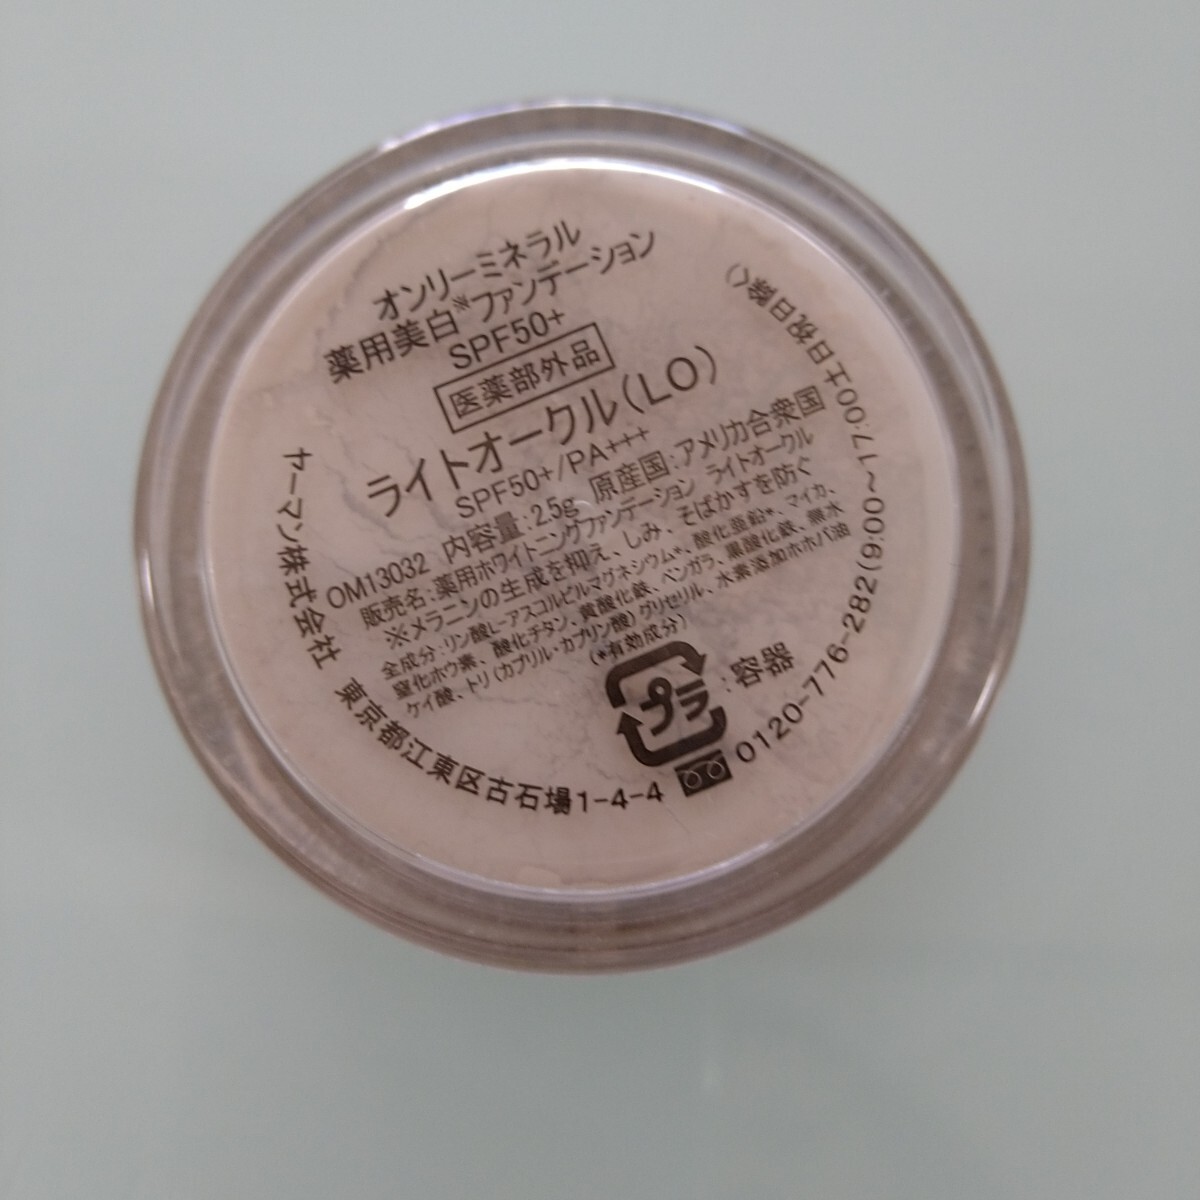 オンリーミネラル
薬用美白※ファンデーション
SPF50+
医薬部外品
ライトオークル(LO)
SPF50+/PA+++
OM13032 内容量:2.5g 原産国:アメリカ合衆国
販売名:薬用ホワイトニングファンデーション ライトオークル
※メラニンの生成を抑え、しみ、そばかすを防ぐ
全成分:リン酸L-アスコルビルマグネシウム*、酸化亜鉛*、マイカ、
窒化ホウ素、酸化チタン、黄酸化鉄、ベンガラ、黒酸化鉄、無水
ケイ酸、トリ(カプリル・カプリン酸)グリセリル、水素添加ホホバ油
(*有効成分)
プラ :容器
ヤーマン株式会社 東京都江東区古石場1-4-4 0120-776-282(9:00~17:00土日祝日除く)